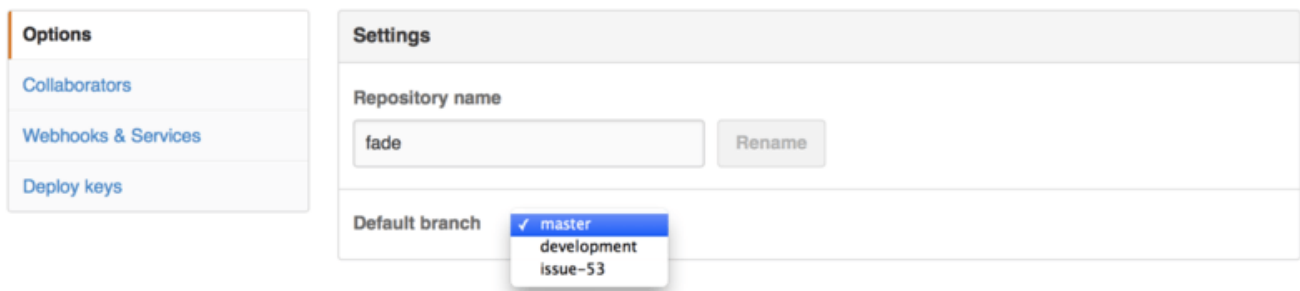 Options
Collaborators
Webhooks & Services
Deploy keys
Settings
Repository name
fade
Rename
Default branch
✓ master
development
issue-53